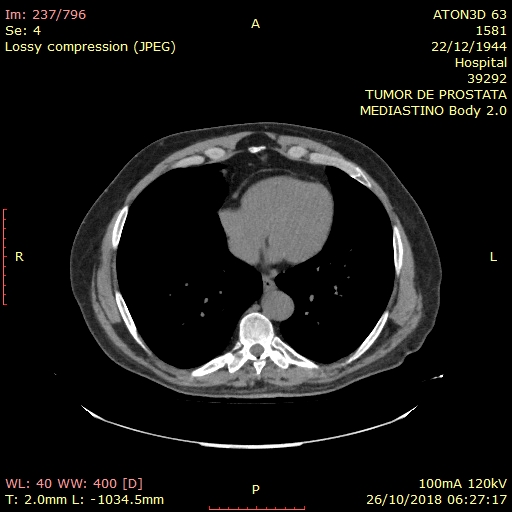 Im: 237/796
Se: 4
Lossy compression (JPEG)
A
ATON3D 63
1581
22/12/1944
Hospital
39292
TUMOR DE PROSTATA
MEDIASTINO Body 2.0
R
L
WL: 40 WW: 400 [D]
T: 2.0mm L: -1034.5mm
P
100mA 120kV
26/10/2018 06:27:17